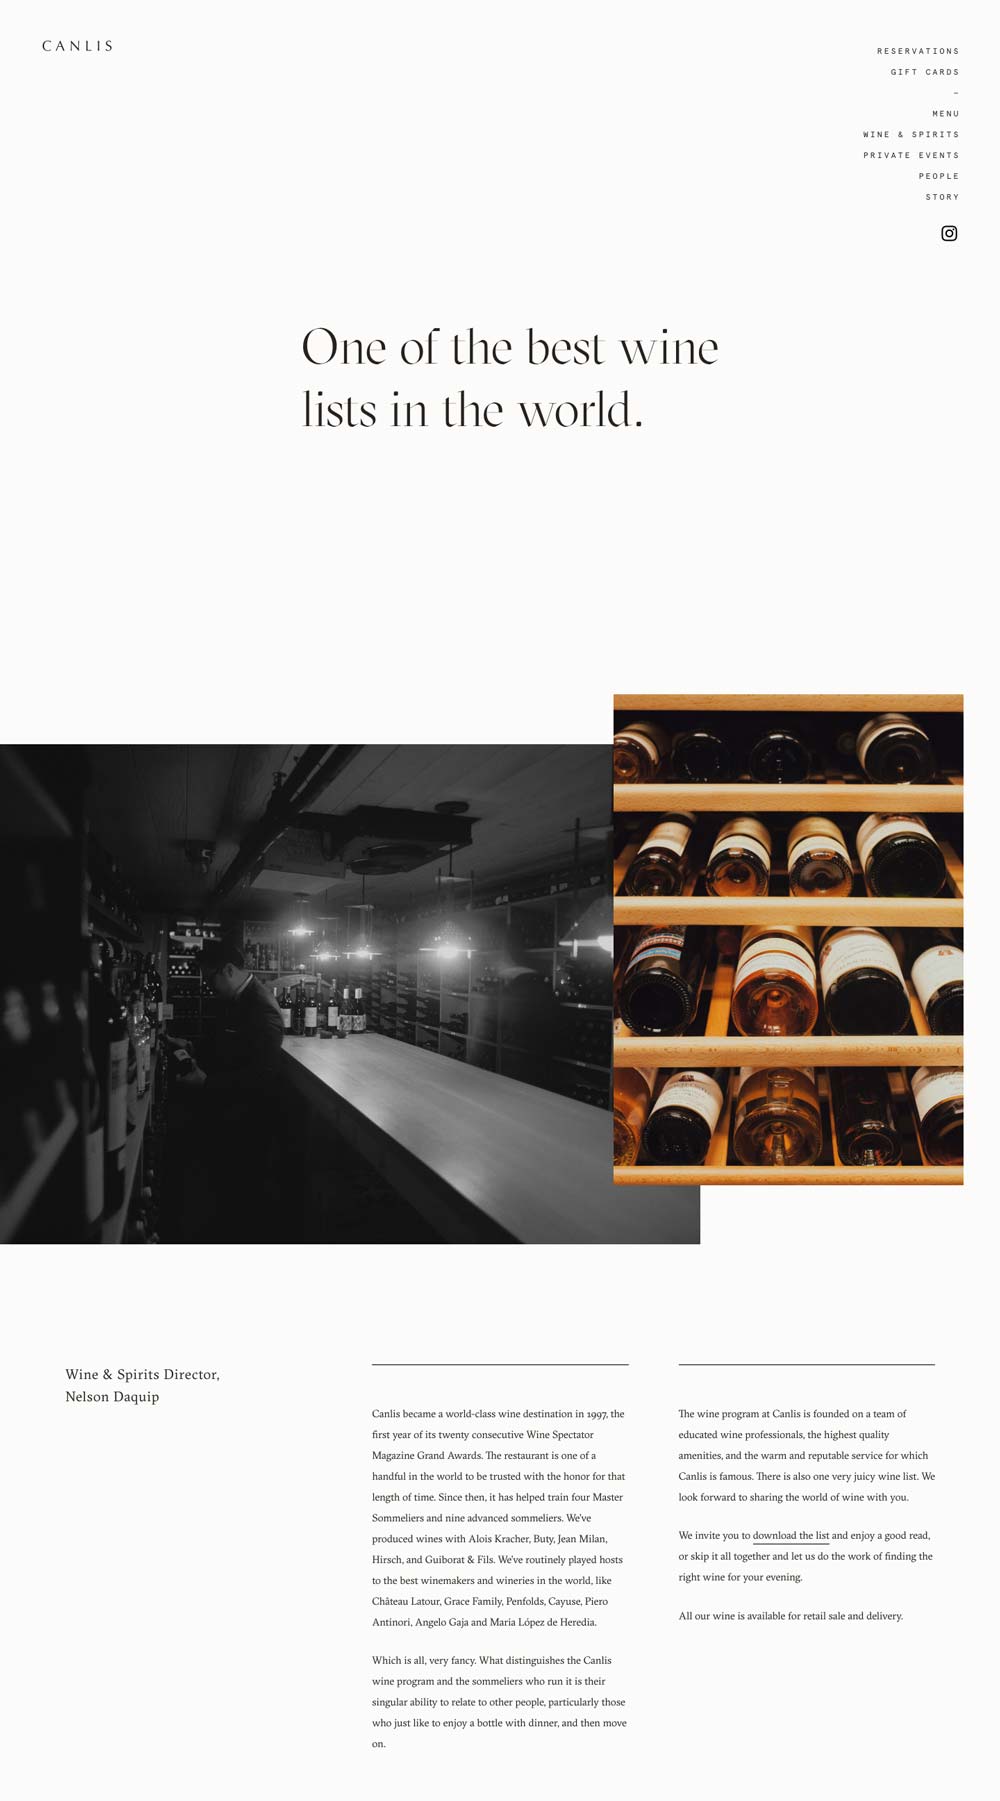 CANLIS
RESERVATIONS
GIFT CARDS
–
MENU
WINE & SPIRITS
PRIVATE EVENTS
PEOPLE
STORY
One of the best wine
lists in the world.
Wine & Spirits Director,
Nelson Daquip
Canlis became a world-class wine destination in 1997, the
first year of its twenty consecutive Wine Spectator
Magazine Grand Awards. The restaurant is one of a
handful in the world to be trusted with the honor for that
length of time. Since then, it has helped train four Master
Sommeliers and nine advanced sommeliers. We've
produced wines with Alois Kracher, Buty, Jean Milan,
Hirsch, and Guiborat & Fils. We've routinely played hosts
to the best winemakers and wineries in the world, like
Château Latour, Grace Family, Penfolds, Cayuse, Piero
Antinori, Angelo Gaja and Maria López de Heredia.
Which is all, very fancy. What distinguishes the Canlis
wine program and the sommeliers who run it is their
singular ability to relate to other people, particularly those
who just like to enjoy a bottle with dinner, and then move
on.
The wine program at Canlis is founded on a team of
educated wine professionals, the highest quality
amenities, and the warm and reputable service for which
Canlis is famous. There is also one very juicy wine list. We
look forward to sharing the world of wine with you.
We invite you to download the list and enjoy a good read,
or skip it all together and let us do the work of finding the
right wine for your evening.
All our wine is available for retail sale and delivery.